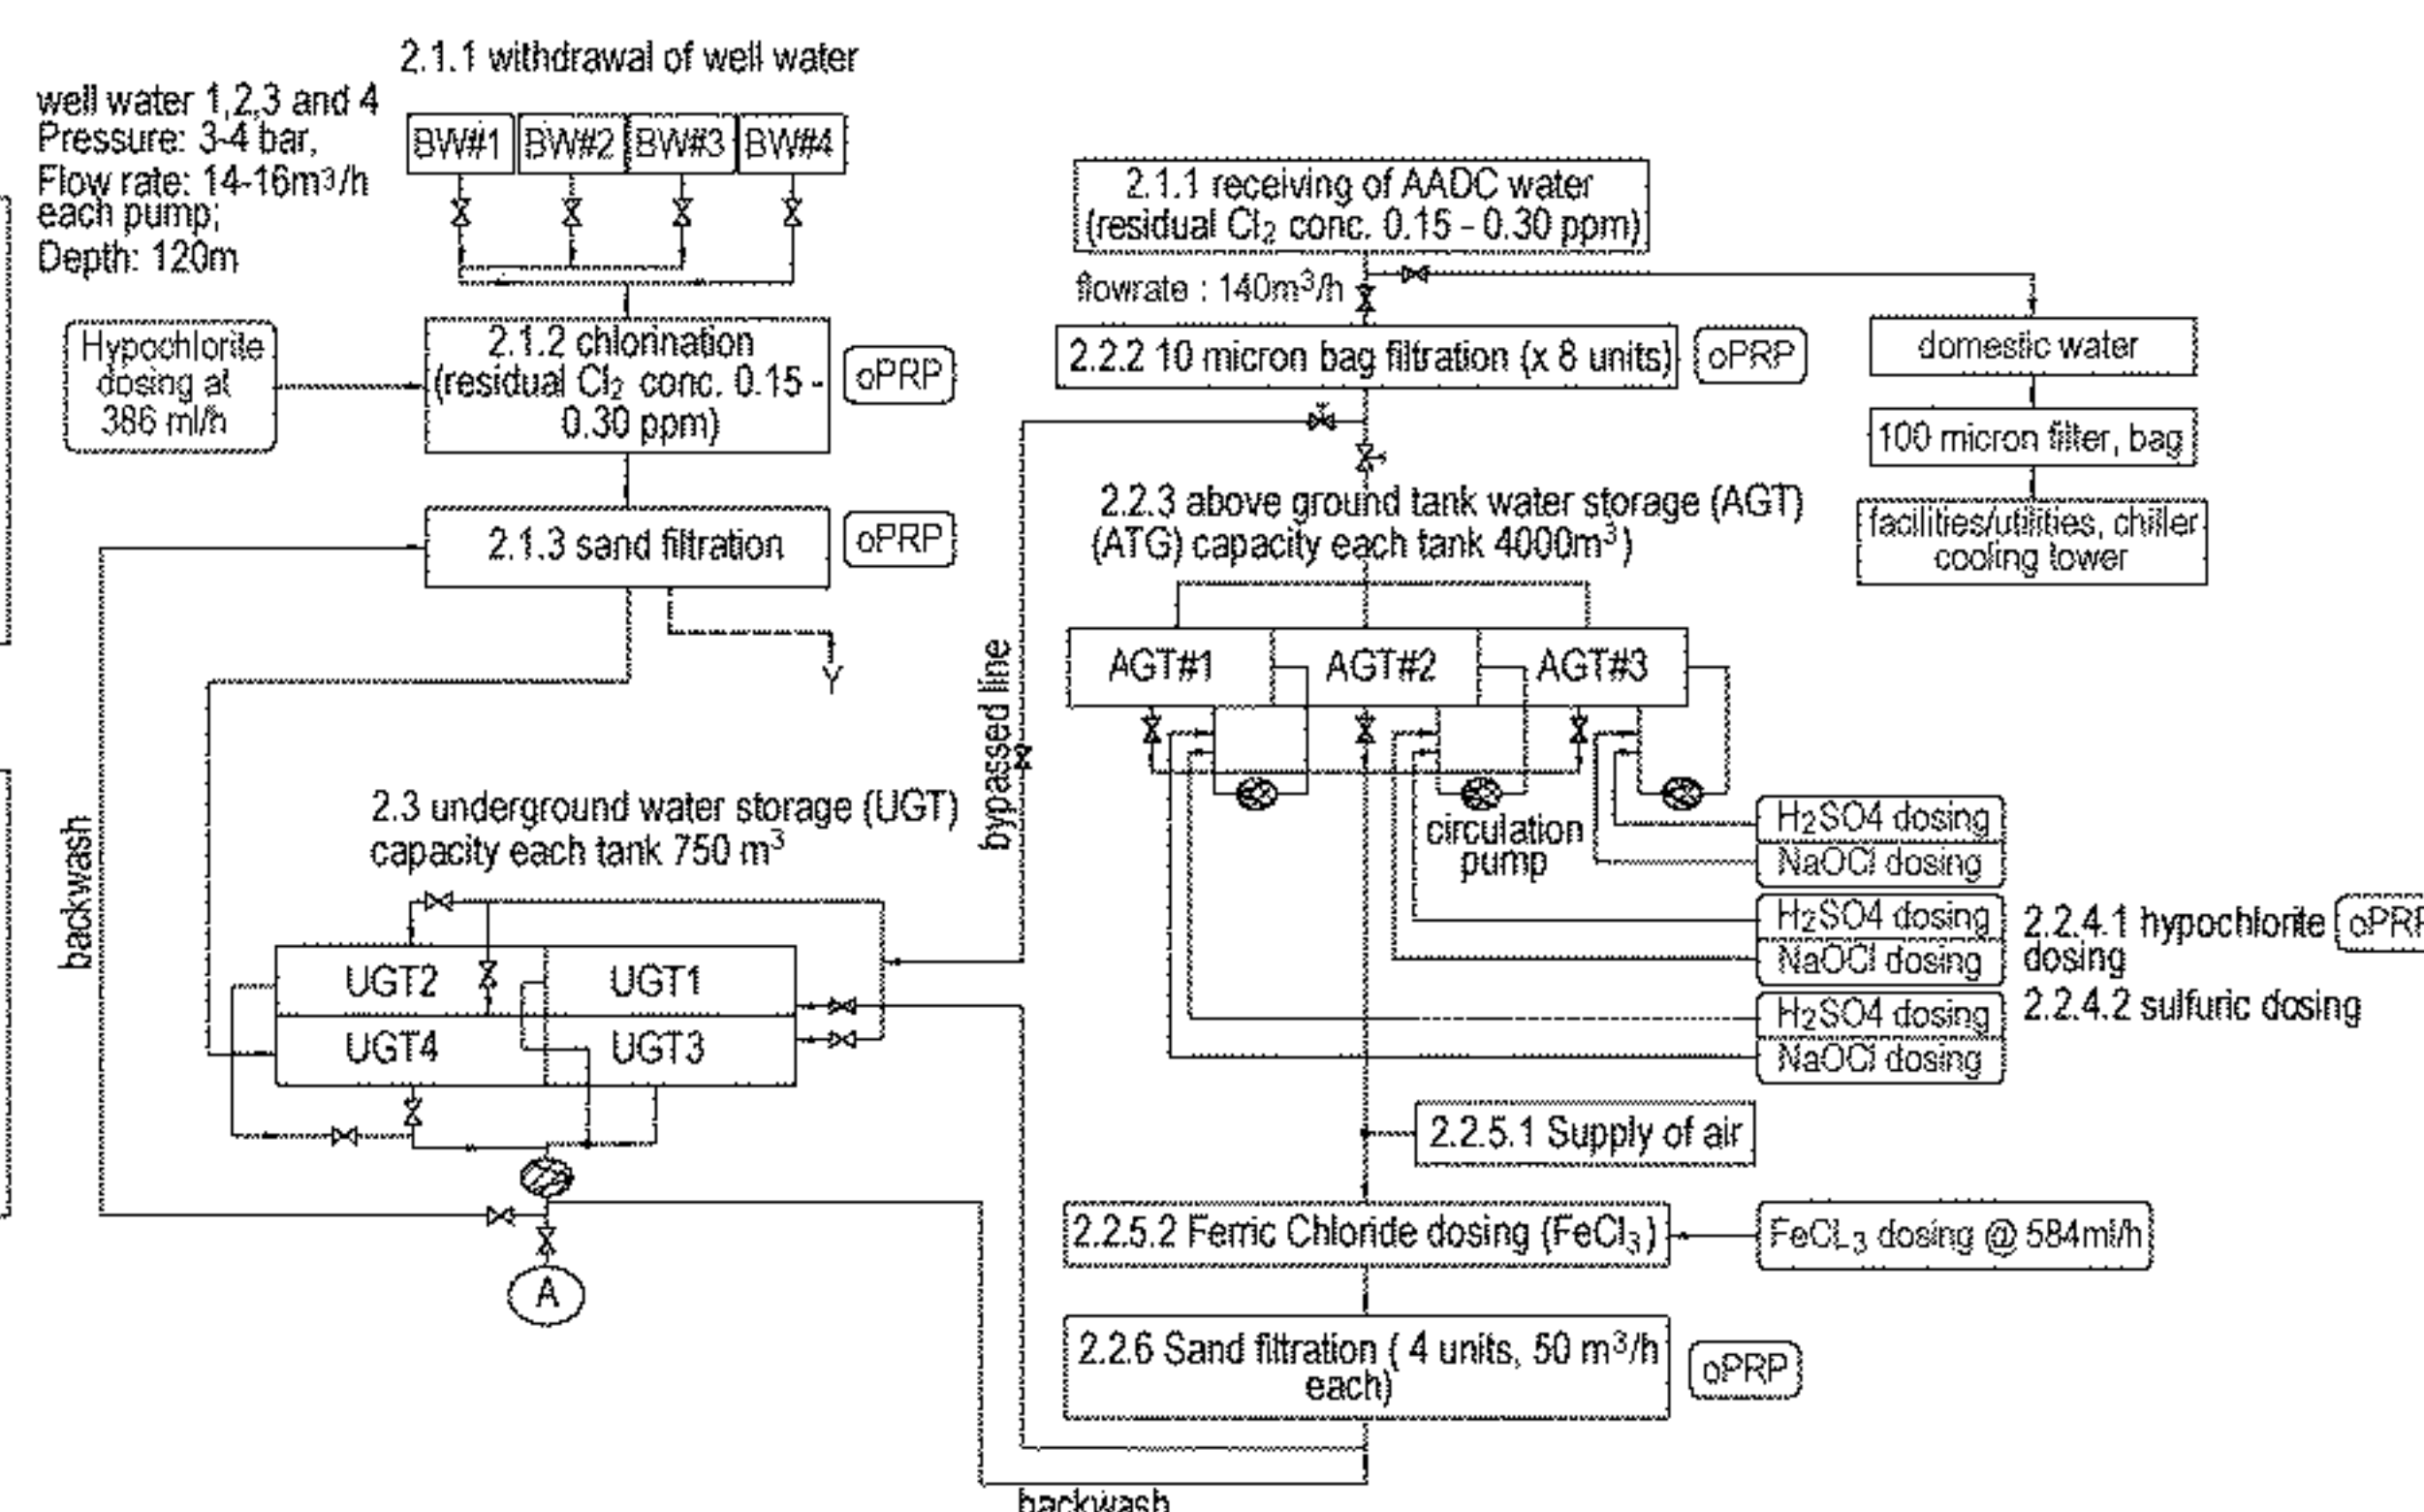 2.1.1 withdrawal of well water
well water 1,2,3 and 4
Pressure: 3-4 bar,
Flow rate: 14-16m³/h
each pump;
Depth: 120m
BW#1
BW#2
BW#3
BW#4
Hypochlorite
dosing at
386 ml/h
2.1.2 chlorination
(residual Cl₂ conc. 0.15 -
0.30 ppm)
oPRP
2.1.3 sand filtration
oPRP
Y
backwash
2.3 underground water storage (UGT)
capacity each tank 750 m³
UGT2
UGT1
UGT4
UGT3
A
bypassed line
2.1.1 receiving of AADC water
(residual Cl₂ conc. 0.15 - 0.30 ppm)
flowrate : 140m³/h
2.2.2 10 micron bag filtration (x 8 units)
oPRP
domestic water
100 micron filter, bag
facilities/utilities, chiller
cooling tower
2.2.3 above ground tank water storage (AGT)
(ATG) capacity each tank 4000m³)
AGT#1
AGT#2
AGT#3
circulation
pump
H₂SO4 dosing
NaOCl dosing
H₂SO4 dosing
NaOCl dosing
H₂SO4 dosing
NaOCl dosing
2.2.4.1 hypochlorite
dosing
oPRP
2.2.4.2 sulfuric dosing
2.2.5.1 Supply of air
2.2.5.2 Ferric Chloride dosing (FeCl₃)
FeCL₃ dosing @ 584ml/h
2.2.6 Sand filtration ( 4 units, 50 m³/h
each)
oPRP
backwash